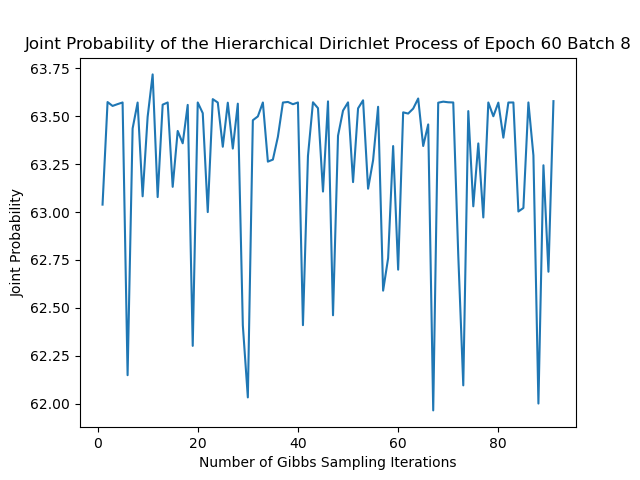 Joint Probability of the Hierarchical Dirichlet Process of Epoch 60 Batch 8
63.75
63.50
63.25
63.00
62.75
62.50
62.25
62.00
Joint Probability
0 20 40 60 80
Number of Gibbs Sampling Iterations